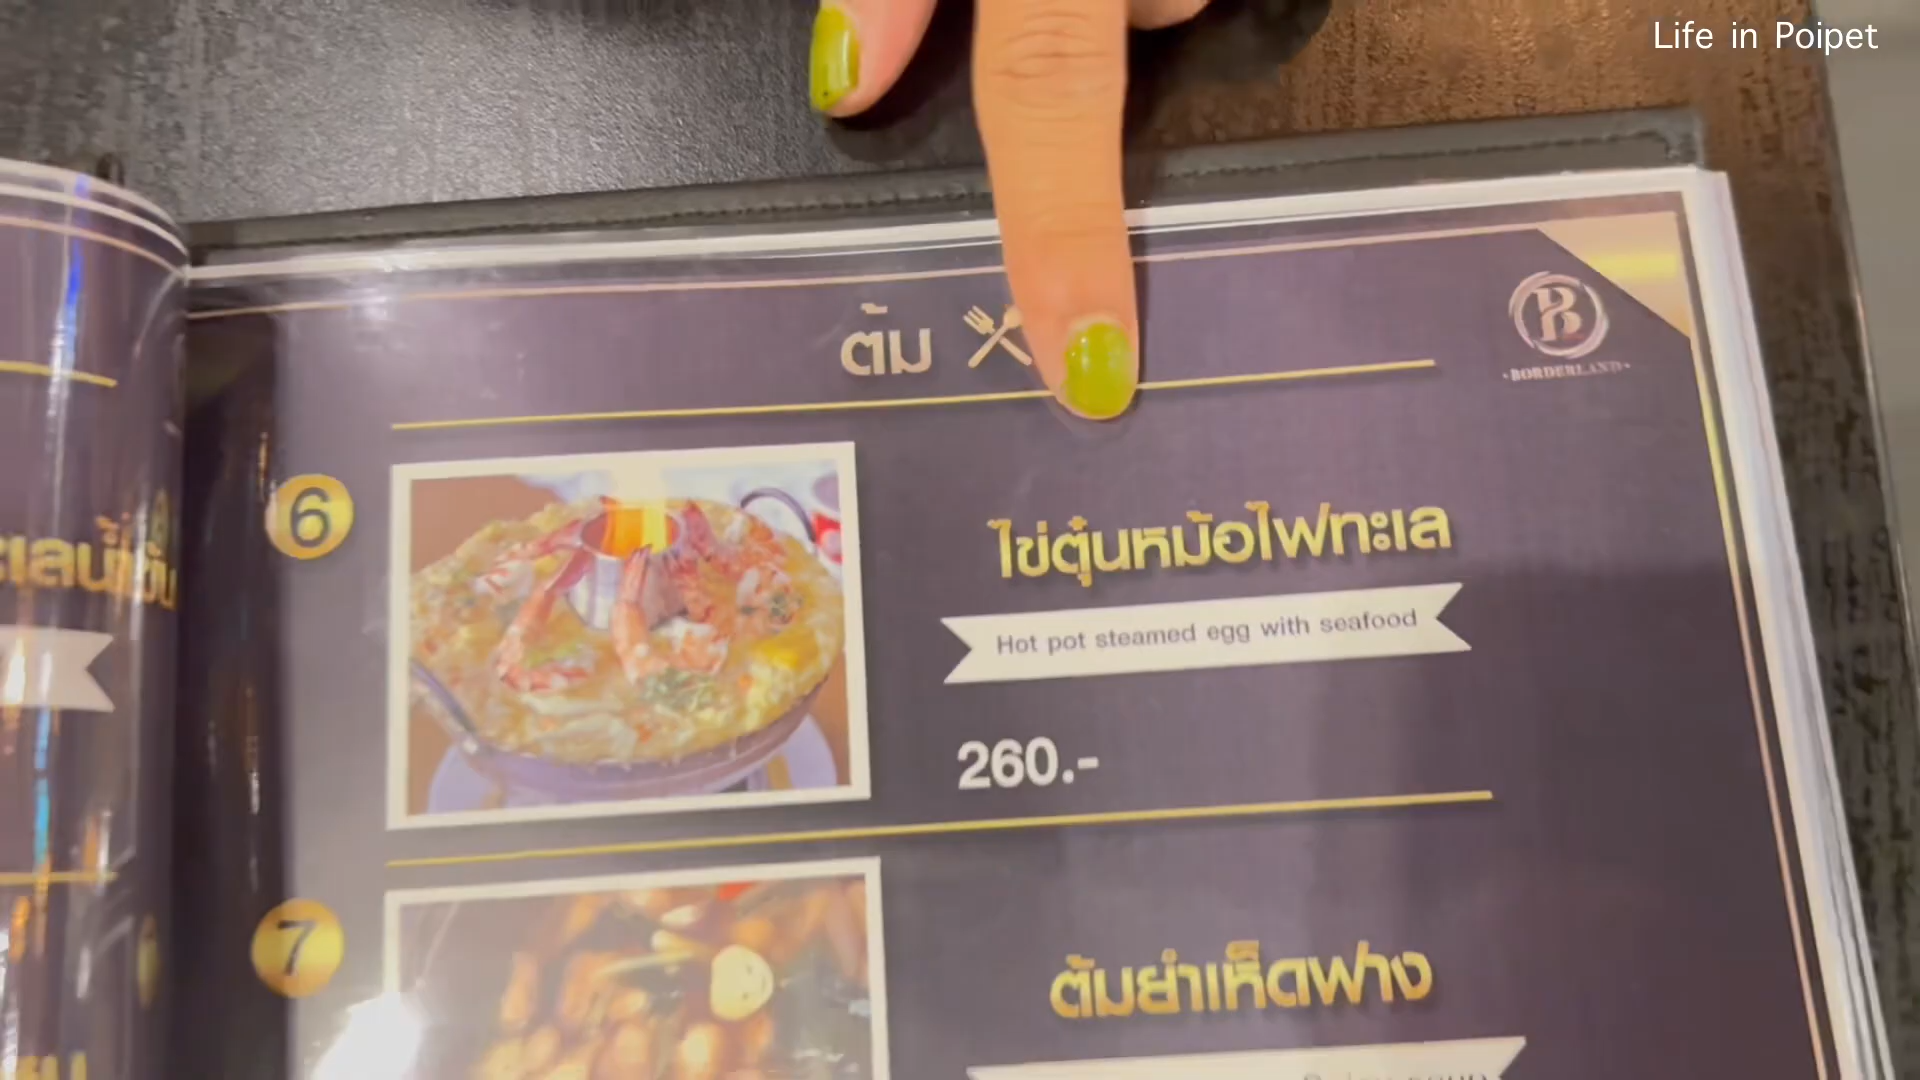 Life in Poipet
ต้ม
BORDERLAND
6
ไข่ตุ๋นหม้อไฟทะเล
Hot pot steamed egg with seafood
260.-
7
ต้มยำเห็ดฟาง